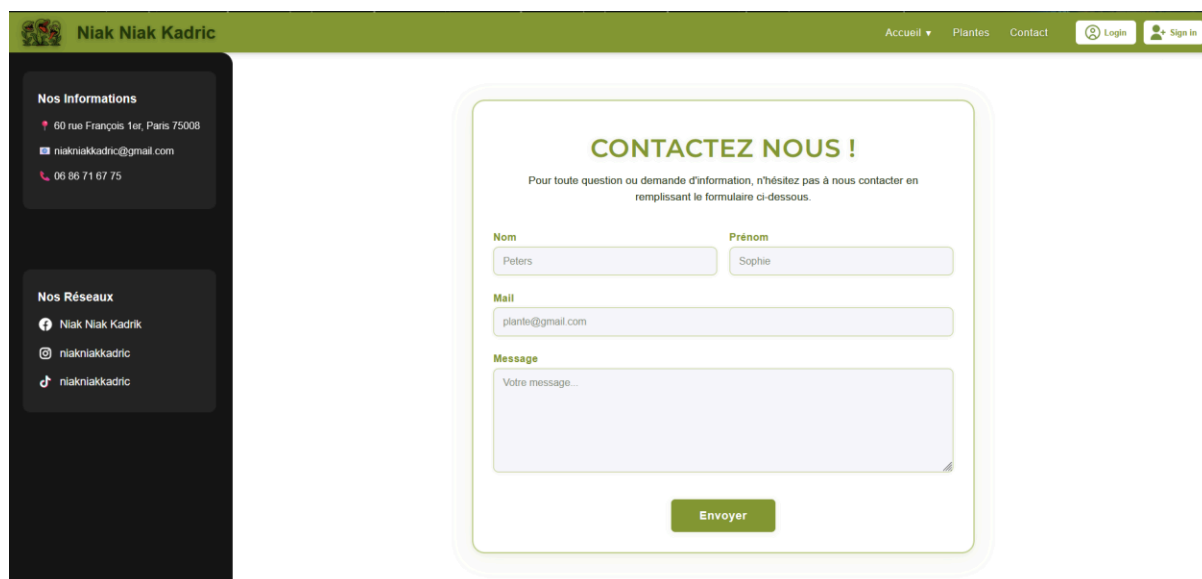 Niak Niak Kadric
Accueil ▾ Plantes Contact Login Sign in
Nos Informations
60 rue François 1er, Paris 75008
niakniakkadric@gmail.com
06 86 71 67 75
Nos Réseaux
Niak Niak Kadrik
niakniakkadric
niakniakkadric
CONTACTEZ NOUS !
Pour toute question ou demande d'information, n'hésitez pas à nous contacter en
remplissant le formulaire ci-dessous.
Nom Prénom
Peters Sophie
Mail
plante@gmail.com
Message
Votre message...
Envoyer